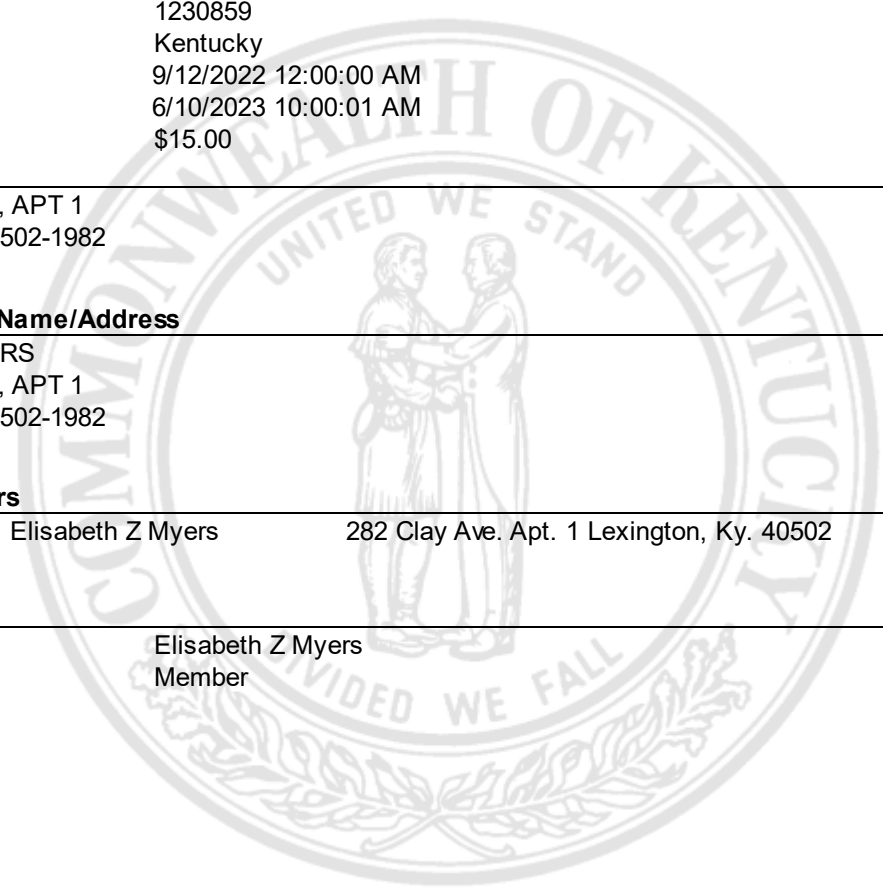 1230859
Kentucky
9/12/2022 12:00:00 AM
6/10/2023 10:00:01 AM
$15.00
, APT 1
502-1982
Name/Address
RS
, APT 1
502-1982
rs
Elisabeth Z Myers 282 Clay Ave. Apt. 1 Lexington, Ky. 40502
Elisabeth Z Myers
Member
COMMONWEALTH OF KENTUCKY
UNITED WE STAND
DIVIDED WE FALL